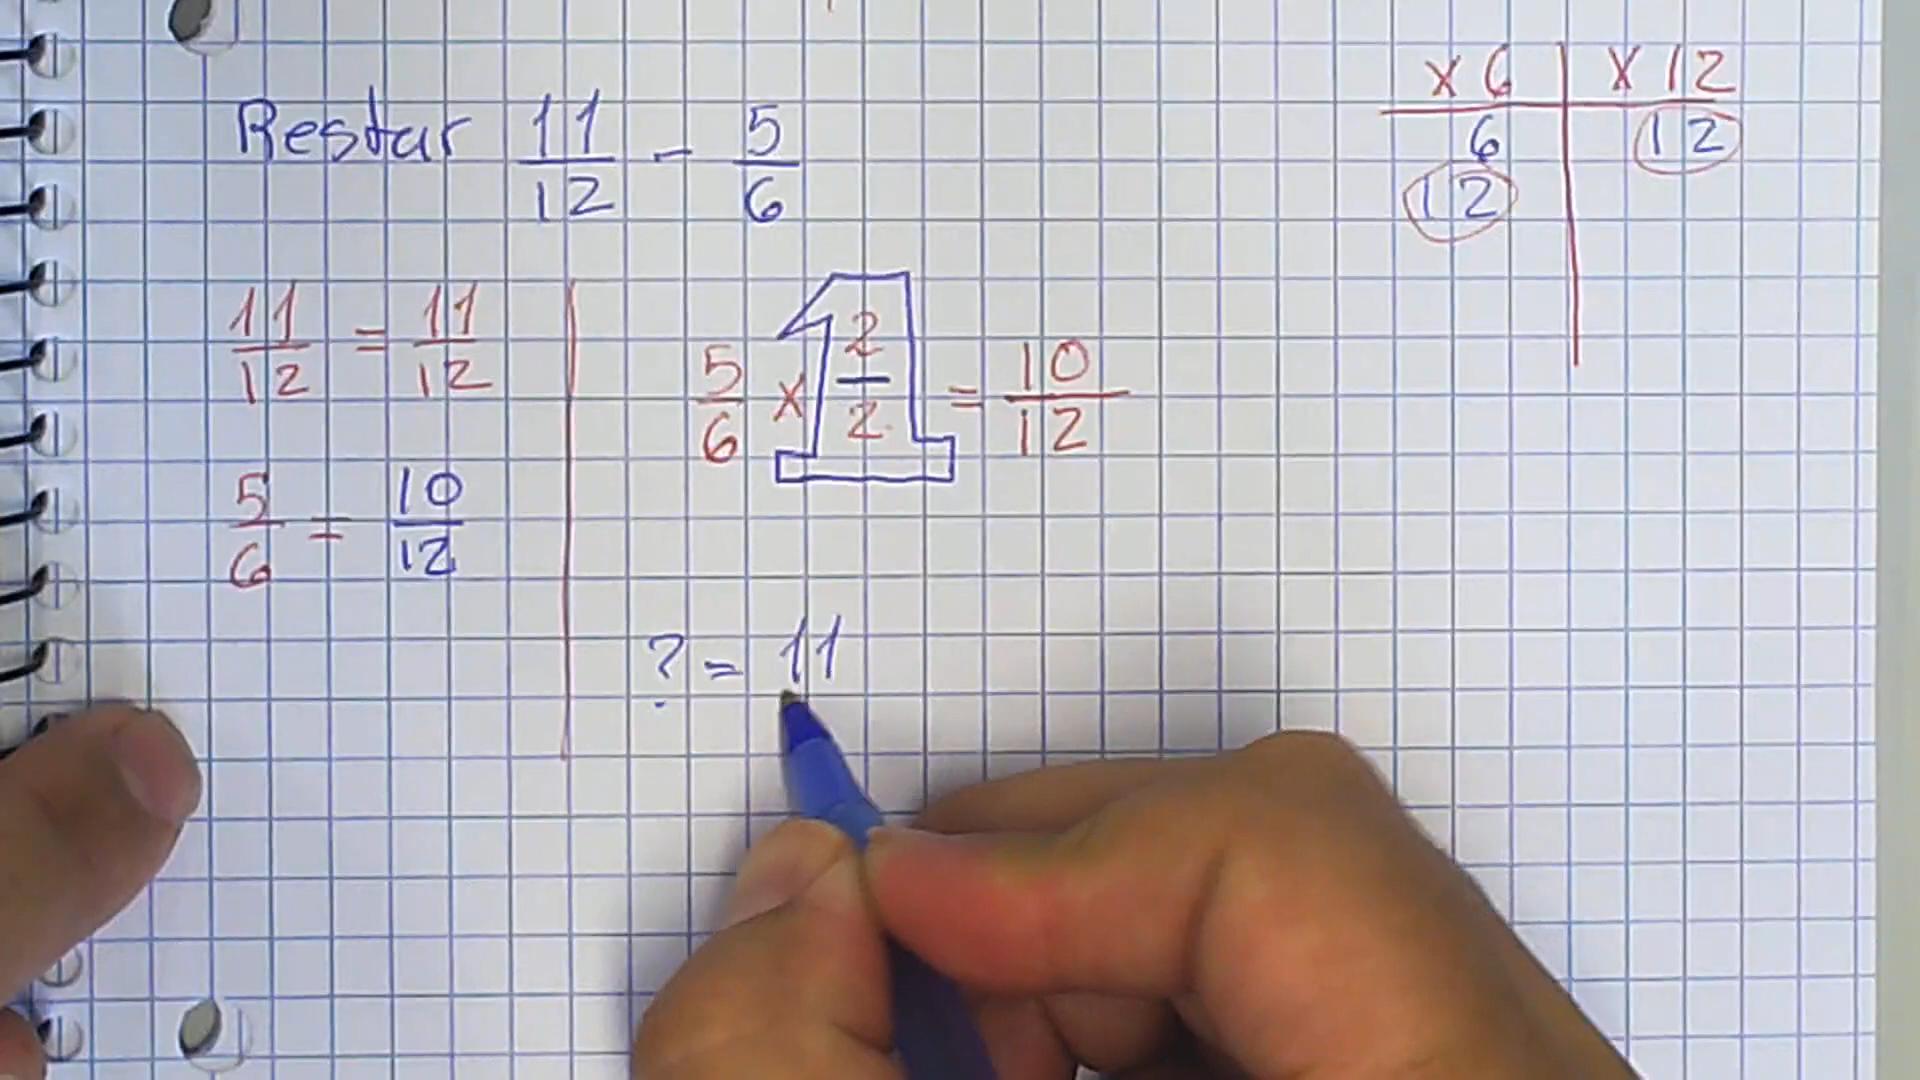 Restar 11/12 - 5/6
x 6 | x 12
6 | 12
12
11/12 = 11/12
5/6 x 2/2 = 10/12
5/6 = 10/12
? = 11